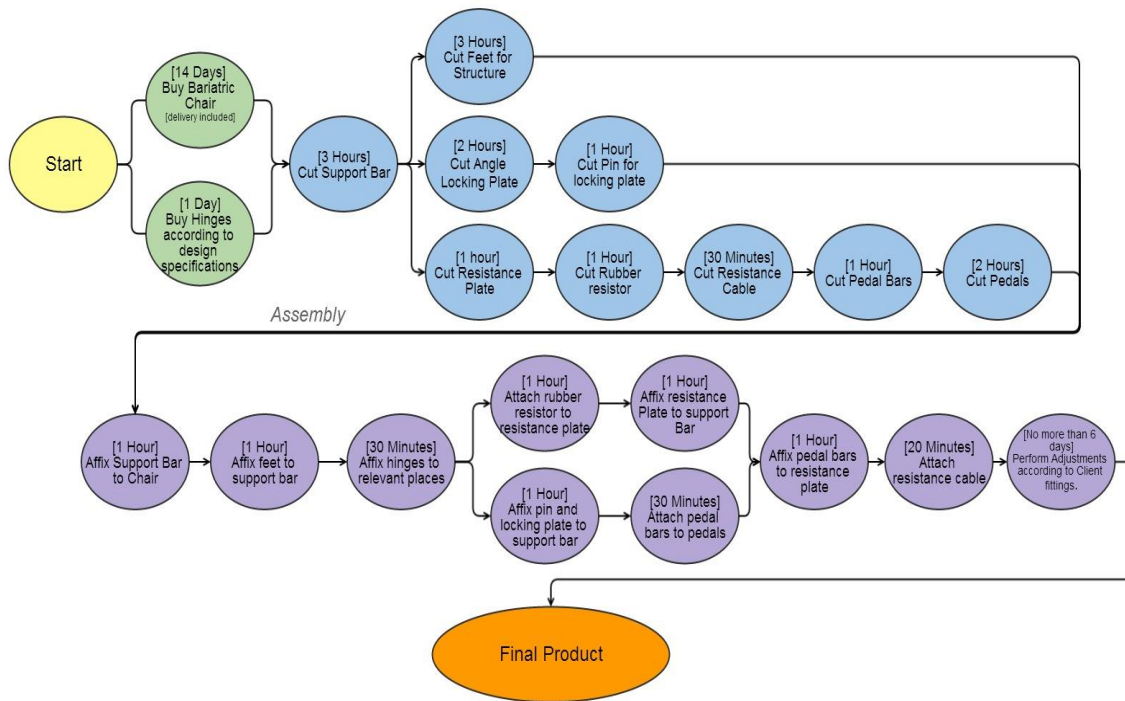 Start
[14 Days]
Buy Bariatric
Chair
[delivery included]
[1 Day]
Buy Hinges
according to
design
specifications
[3 Hours]
Cut Support Bar
[3 Hours]
Cut Feet for
Structure
[2 Hours]
Cut Angle
Locking Plate
[1 Hour]
Cut Pin for
locking plate
[1 hour]
Cut Resistance
Plate
[1 Hour]
Cut Rubber
resistor
[30 Minutes]
Cut Resistance
Cable
[1 Hour]
Cut Pedal Bars
[2 Hours]
Cut Pedals
Assembly
[1 Hour]
Affix Support Bar
to Chair
[1 Hour]
Affix feet to
support bar
[30 Minutes]
Affix hinges to
relevant places
[1 Hour]
Attach rubber
resistor to
resistance plate
[1 Hour]
Affix resistance
Plate to support
Bar
[1 Hour]
Affix pin and
locking plate to
support bar
[30 Minutes]
Attach pedal
bars to pedals
[1 Hour]
Affix pedal bars
to resistance
plate
[20 Minutes]
Attach
resistance cable
[No more than 6
days]
Perform Adjustments
according to Client
fittings.
Final Product